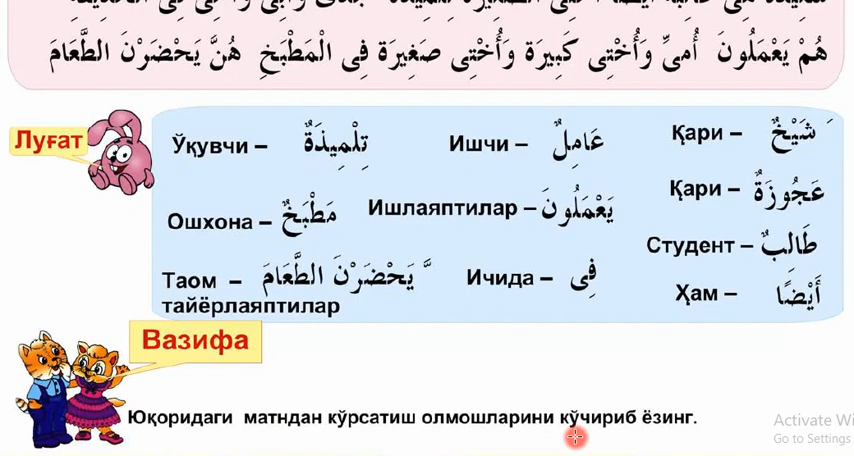 هُمْ يَعْمَلُونَ أُمىِّ وَأُخْتِى كَبِيرَة وَأُخْتِى صَغِيرَة فِى الْمَطْبَخِ هُنَّ يَحْضَرْنَ الطَّعَامَ
Луғат
Ўқувчи – تِلْمِيذَةٌ
Ишчи – عَامِلٌ
Қари – شَيْخٌ
Қари – عَجُوزَةٌ
Ошхона – مَطْبَخٌ
Ишлаяптилар – يَعْمَلُونَ
Студент – طَالِبٌ
Таом – يَحْضَرْنَ الطَّعَامَ
тайёрлаяптилар
Ичида – فِى
Ҳам – أَيْضًا
Вазифа
Юқоридаги матндан кўрсатиш олмошларини кўчириб ёзинг.
Activate Wi
Go to Settings